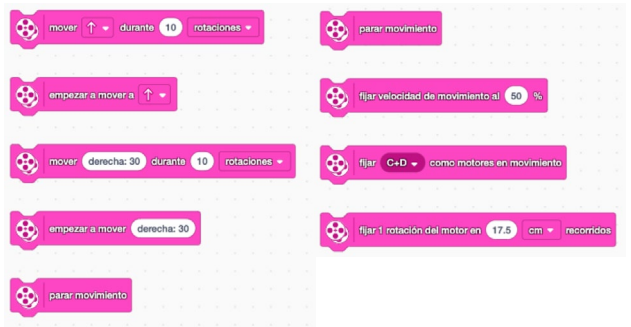 mover ↑ durante 10 rotaciones
empezar a mover a ↑
mover derecha: 30 durante 10 rotaciones
empezar a mover derecha: 30
parar movimiento
parar movimiento
fijar velocidad de movimiento al 50 %
fijar C+D como motores en movimiento
fijar 1 rotación del motor en 17.5 cm recorridos